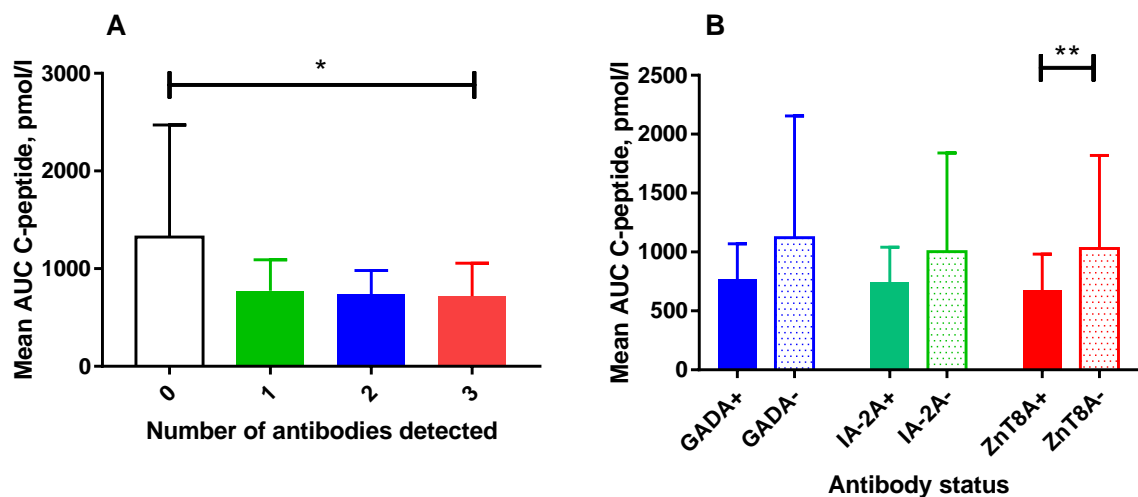 A
Mean AUC C-peptide, pmol/l
3000
2000
1000
0
*
0
1
2
3
Number of antibodies detected
B
Mean AUC C-peptide, pmol/l
2500
2000
1500
1000
500
0
**
GADA+
GADA-
IA-2A+
IA-2A-
ZnT8A+
ZnT8A-
Antibody status